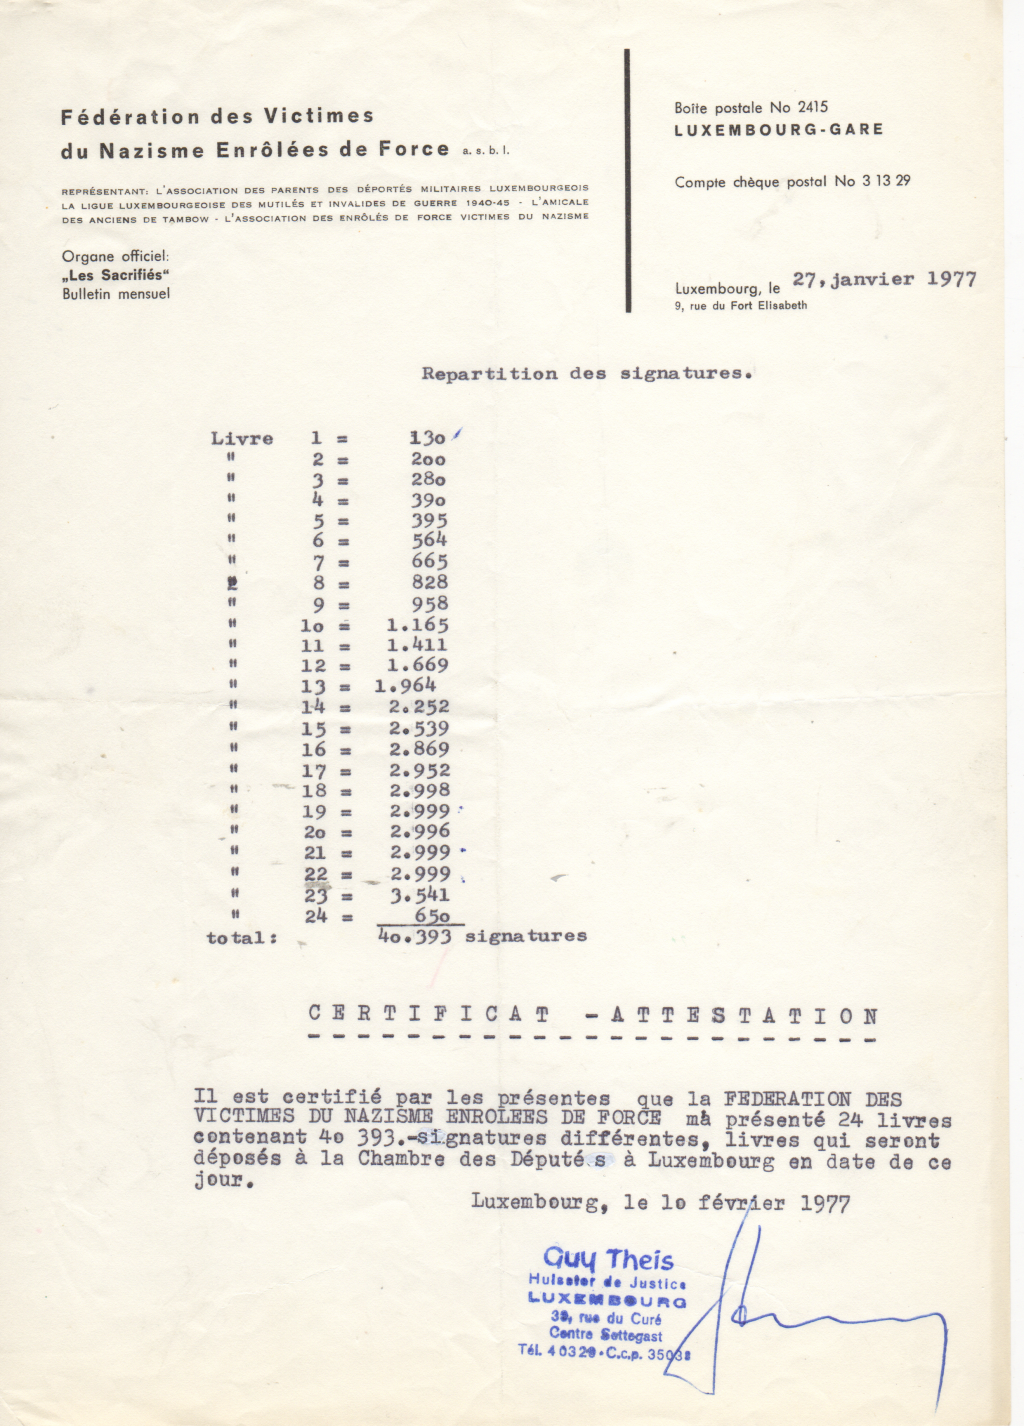 Fédération des Victimes
du Nazisme Enrôlées de Force a. s. b. l.
REPRÉSENTANT: L'ASSOCIATION DES PARENTS DES DÉPORTÉS MILITAIRES LUXEMBOURGEOIS
LA LIGUE LUXEMBOURGEOISE DES MUTILÉS ET INVALIDES DE GUERRE 1940-45 - L'AMICALE
DES ANCIENS DE TAMBOW - L'ASSOCIATION DES ENRÔLÉS DE FORCE VICTIMES DU NAZISME
Organe officiel:
„Les Sacrifiés"
Bulletin mensuel
Boîte postale No 2415
LUXEMBOURG-GARE
Compte chèque postal No 3 13 29
Luxembourg, le 27,janvier 1977
9, rue du Fort Elisabeth
Repartition des signatures.
Livre 1 = 13o
" 2 = 2oo
" 3 = 28o
" 4 = 39o
" 5 = 395
" 6 = 564
" 7 = 665
" 8 = 828
" 9 = 958
" 1o = 1.165
" 11 = 1.411
" 12 = 1.669
" 13 = 1.964
" 14 = 2.252
" 15 = 2.539
" 16 = 2.869
" 17 = 2.952
" 18 = 2.998
" 19 = 2.999
" 2o = 2.996
" 21 = 2.999
" 22 = 2.999
" 23 = 3.541
" 24 = 65o
total: 4o.393 signatures
CERTIFICAT -ATTESTATION
Il est certifié par les présentes que la FEDERATION DES
VICTIMES DU NAZISME ENROLEES DE FORCE mà présenté 24 livres
contenant 4o 393.-signatures différentes, livres qui seront
déposés à la Chambre des Députés à Luxembourg en date de ce
jour.
Luxembourg, le 1o février 1977
Guy Theis
Huissier de Justice
LUXEMBOURG
rue du Curé
Centre Settegast
Tél. 40329 - C.c.p.